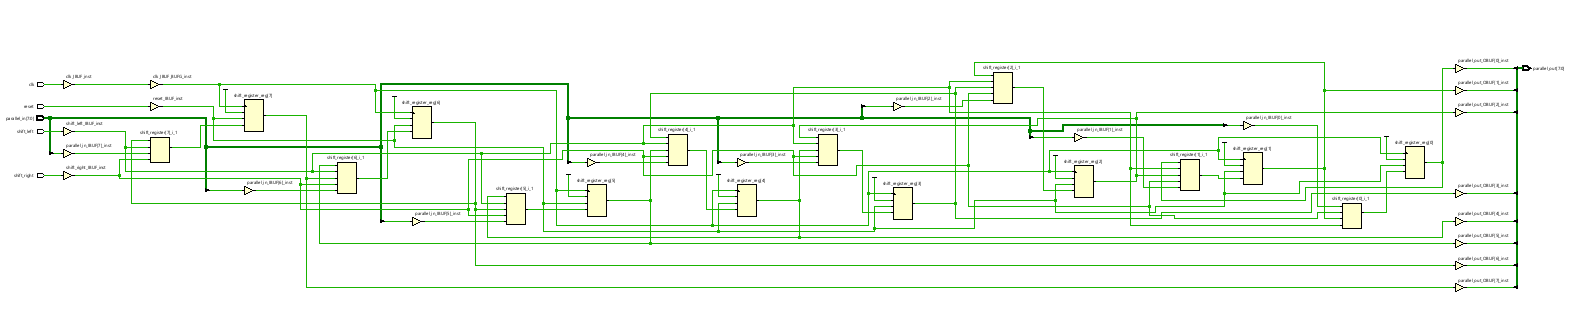 clk
clk_IBUF_inst
clk_IBUF_BUFG_inst
reset
reset_IBUF_inst
parallel_in[7:0]
shift_left
shift_left_IBUF_inst
parallel_in_IBUF[7]_inst
shift_right
shift_right_IBUF_inst
shift_register[7]_i_1
shift_register_reg[7]
parallel_in_IBUF[6]_inst
shift_register[6]_i_1
shift_register_reg[6]
parallel_in_IBUF[5]_inst
shift_register[5]_i_1
shift_register_reg[5]
parallel_in_IBUF[4]_inst
shift_register[4]_i_1
shift_register_reg[4]
parallel_in_IBUF[3]_inst
shift_register[3]_i_1
shift_register_reg[3]
parallel_in_IBUF[2]_inst
shift_register[2]_i_1
shift_register_reg[2]
parallel_in_IBUF[1]_inst
shift_register[1]_i_1
shift_register_reg[1]
parallel_in_IBUF[0]_inst
shift_register[0]_i_1
shift_register_reg[0]
parallel_out_OBUF[0]_inst
parallel_out_OBUF[1]_inst
parallel_out_OBUF[2]_inst
parallel_out_OBUF[3]_inst
parallel_out_OBUF[4]_inst
parallel_out_OBUF[5]_inst
parallel_out_OBUF[6]_inst
parallel_out_OBUF[7]_inst
parallel_out[7:0]